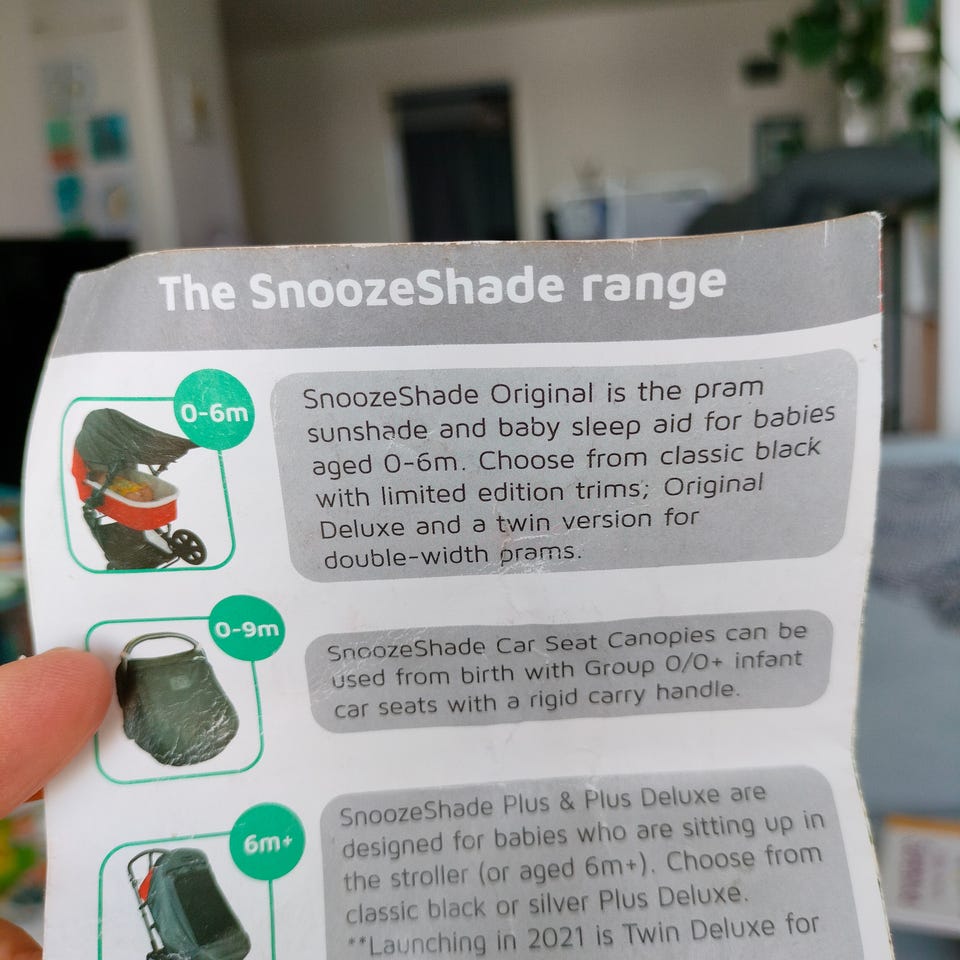 The SnoozeShade range
0-6m
SnoozeShade Original is the pram
sunshade and baby sleep aid for babies
aged 0-6m. Choose from classic black
with limited edition trims; Original
Deluxe and a twin version for
double-width prams.
0-9m
SnoozeShade Car Seat Canopies can be
used from birth with Group 0/0+ infant
car seats with a rigid carry handle.
6m+
SnoozeShade Plus & Plus Deluxe are
designed for babies who are sitting up in
the stroller (or aged 6m+). Choose from
classic black or silver Plus Deluxe.
**Launching in 2021 is Twin Deluxe for